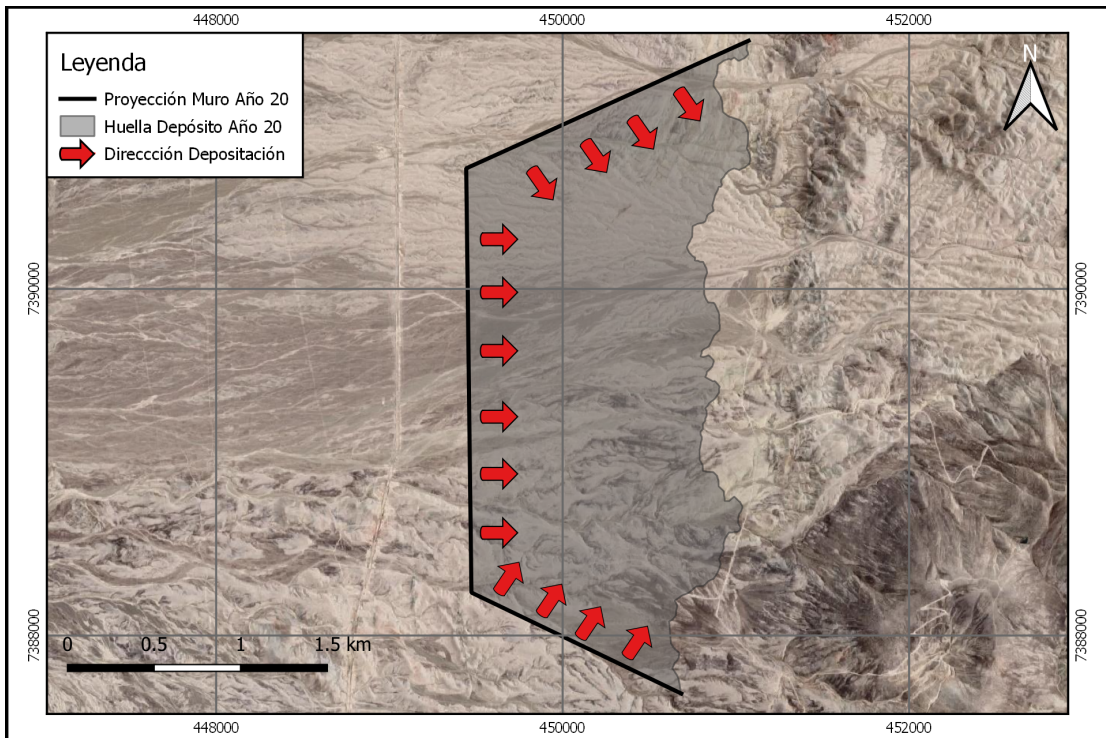 448000 450000 452000
Leyenda
Proyección Muro Año 20
Huella Depósito Año 20
Direccción Depositación
N
7390000 7390000
7388000 7388000
0 0.5 1 1.5 km
448000 450000 452000